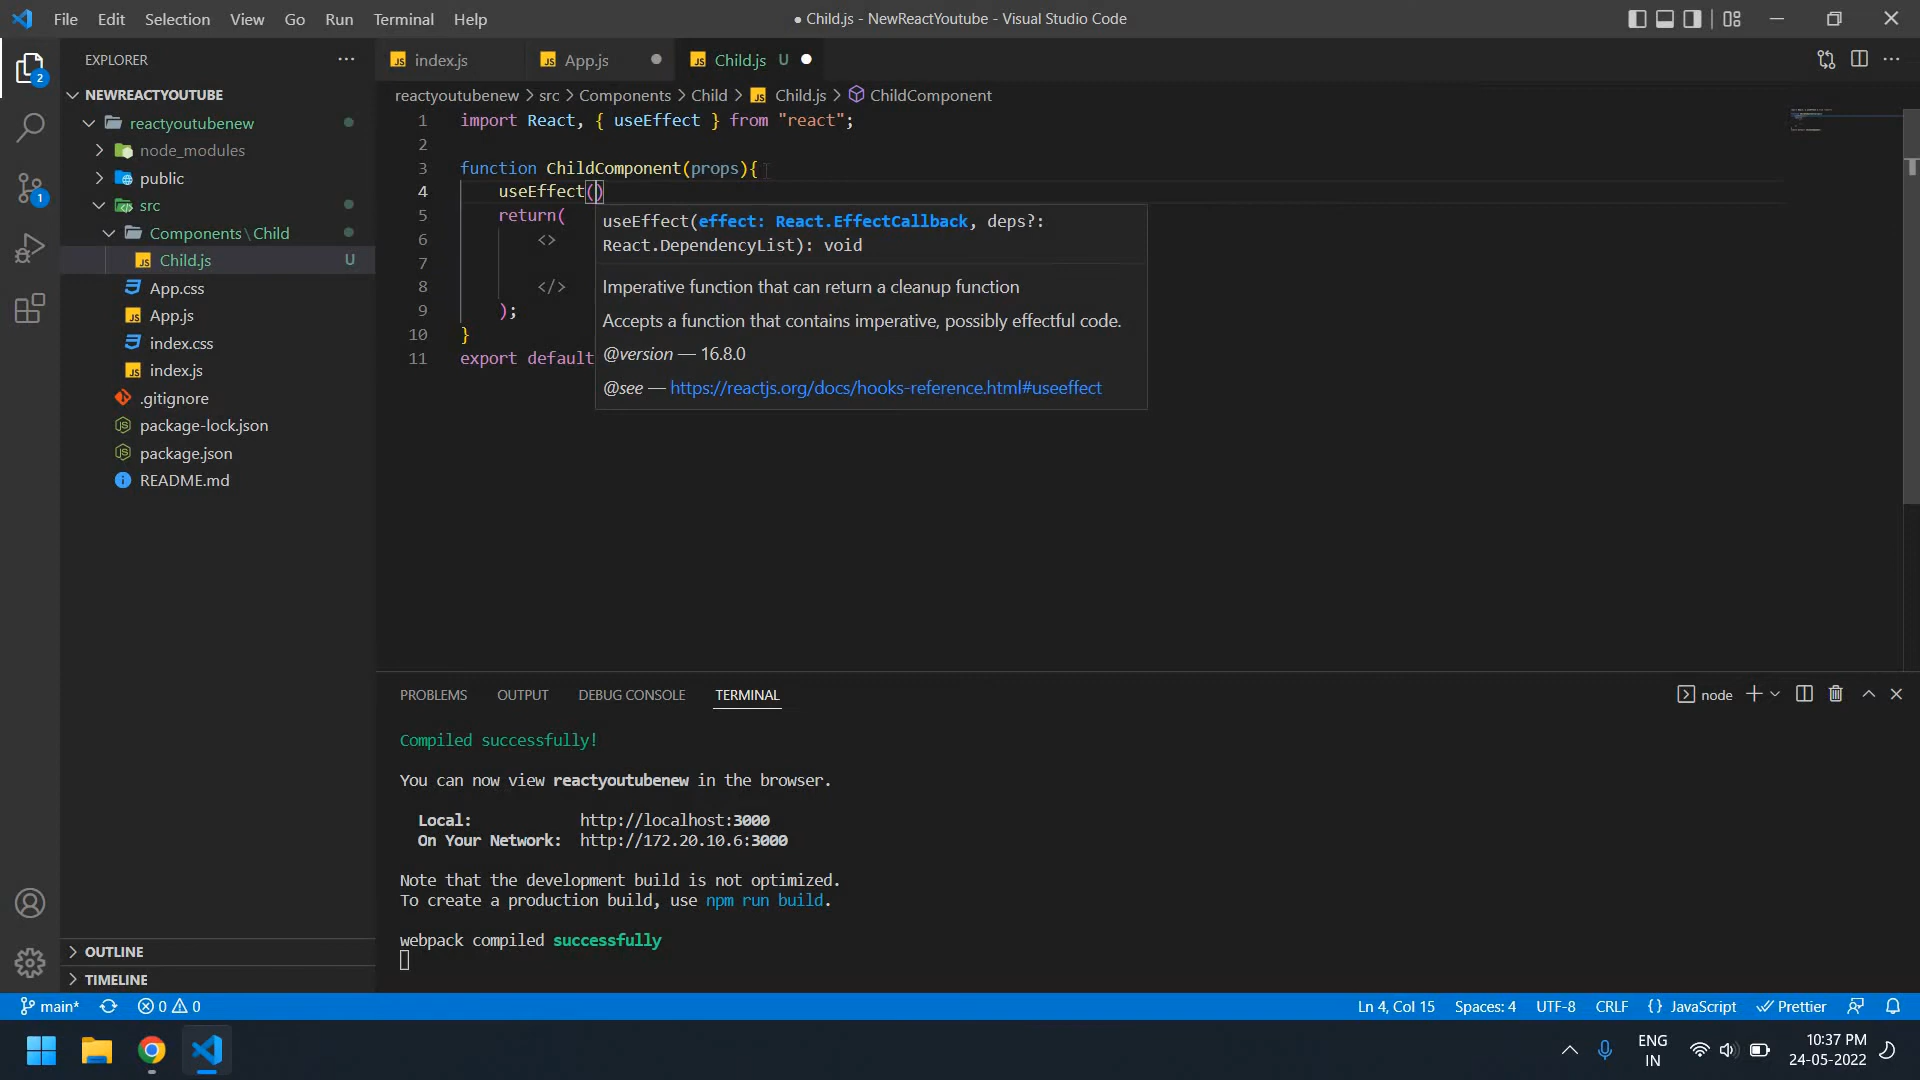 File Edit Selection View Go Run Terminal Help
● Child.js - NewReactYoutube - Visual Studio Code
EXPLORER
NEWREACTYOUTUBE
reactyoutubenew
node_modules
public
src
Components\Child
Child.js U
App.css
App.js
index.css
index.js
.gitignore
package-lock.json
package.json
README.md
OUTLINE
TIMELINE
2
1
index.js App.js Child.js U
reactyoutubenew > src > Components > Child > Child.js > ChildComponent
1 import React, { useEffect } from "react";
2
3 function ChildComponent(props){
4 useEffect()
5 return(
6 <>
7
8 </>
9 );
10 }
11 export default
useEffect(effect: React.EffectCallback, deps?:
React.DependencyList): void
Imperative function that can return a cleanup function
Accepts a function that contains imperative, possibly effectful code.
@version — 16.8.0
@see — https://reactjs.org/docs/hooks-reference.html#useeffect
PROBLEMS OUTPUT DEBUG CONSOLE TERMINAL
node
Compiled successfully!
You can now view reactyoutubenew in the browser.
Local: http://localhost:3000
On Your Network: http://172.20.10.6:3000
Note that the development build is not optimized.
To create a production build, use npm run build.
webpack compiled successfully
main* 0 0
Ln 4, Col 15 Spaces: 4 UTF-8 CRLF {} JavaScript Prettier
ENG
IN
10:37 PM
24-05-2022